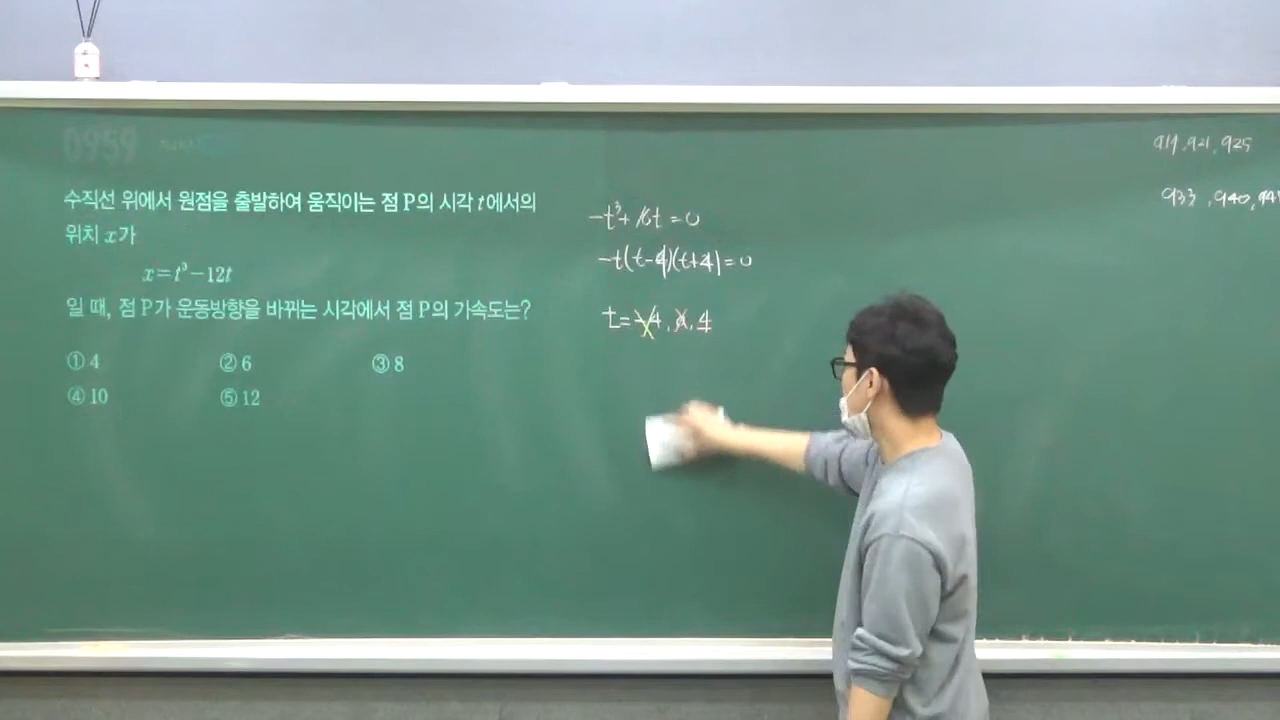 0959
수직선 위에서 원점을 출발하여 움직이는 점 P의 시각 t에서의
위치 x가
x=t³-12t
일 때, 점 P가 운동방향을 바꾸는 시각에서 점 P의 가속도는?
① 4 ② 6 ③ 8
④ 10 ⑤ 12
-t³+16t=0
-t(t-4)(t+4)=0
t=-4, 0, 4
919, 921, 925
933, 940,